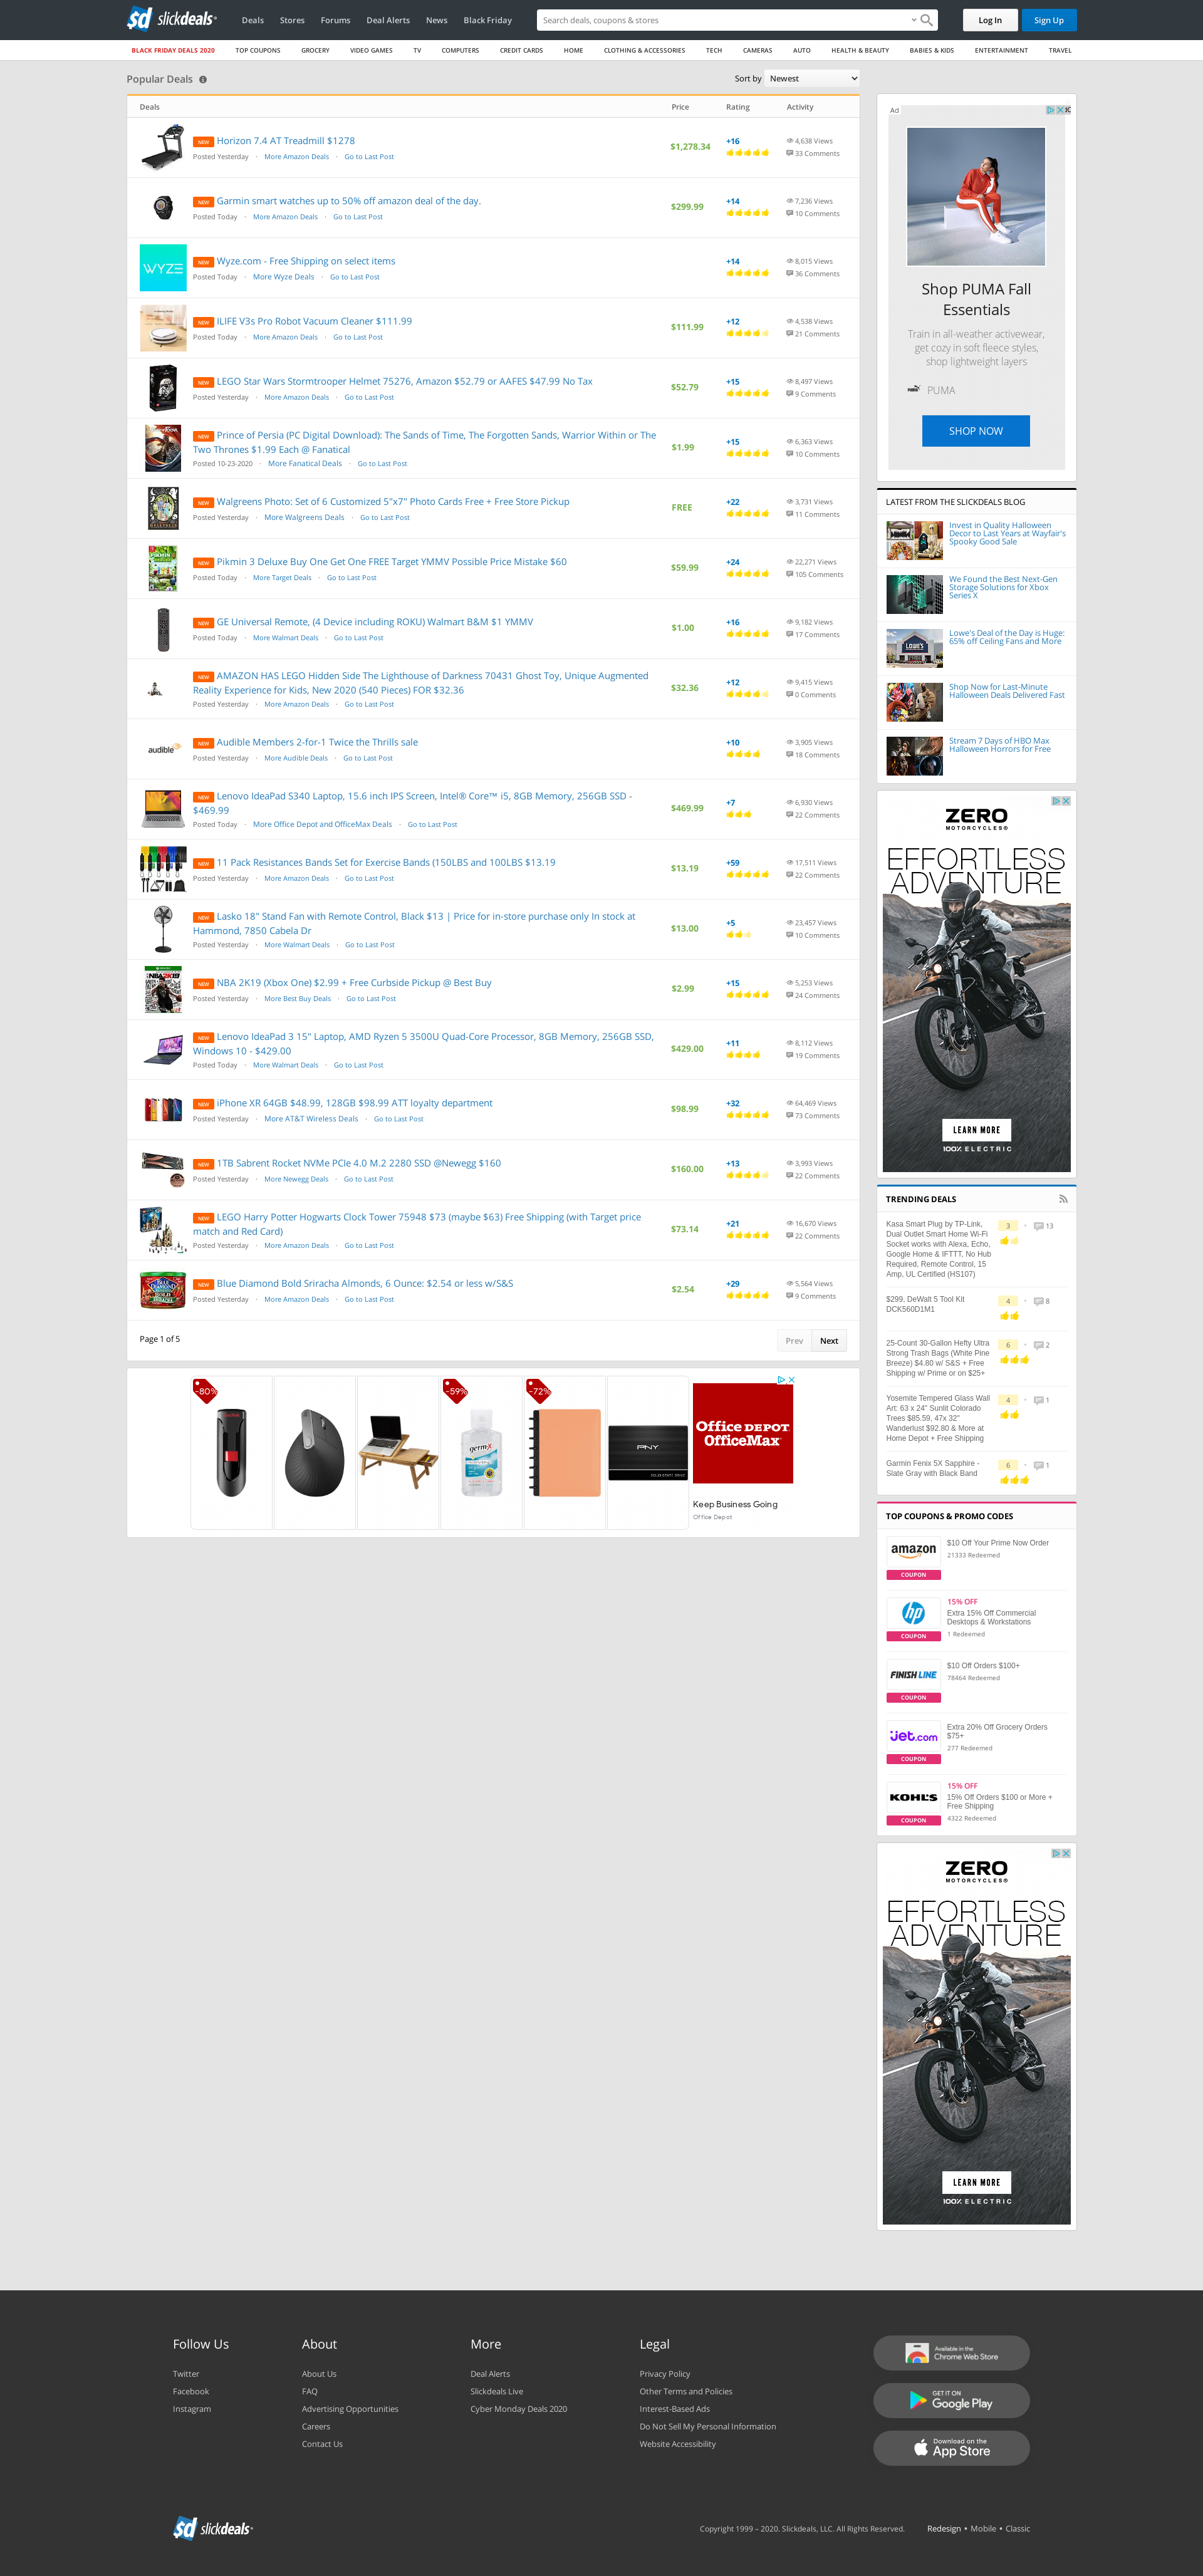 slickdeals
Deals
Stores
Forums
Deal Alerts
News
Black Friday
Search deals, coupons & stores
Log In
Sign Up
BLACK FRIDAY DEALS 2020
TOP COUPONS
GROCERY
VIDEO GAMES
TV
COMPUTERS
CREDIT CARDS
HOME
CLOTHING & ACCESSORIES
TECH
CAMERAS
AUTO
HEALTH & BEAUTY
BABIES & KIDS
ENTERTAINMENT
TRAVEL
Popular Deals
Sort by Newest
Deals Price Rating Activity
NEW Horizon 7.4 AT Treadmill $1278
Posted Yesterday · More Amazon Deals · Go to Last Post
$1,278.34
+16
4,638 Views
33 Comments
NEW Garmin smart watches up to 50% off amazon deal of the day.
Posted Today · More Amazon Deals · Go to Last Post
$299.99
+14
7,236 Views
10 Comments
WYZE
NEW Wyze.com - Free Shipping on select items
Posted Today · More Wyze Deals · Go to Last Post
+14
8,015 Views
36 Comments
NEW ILIFE V3s Pro Robot Vacuum Cleaner $111.99
Posted Today · More Amazon Deals · Go to Last Post
$111.99
+12
4,538 Views
21 Comments
NEW LEGO Star Wars Stormtrooper Helmet 75276, Amazon $52.79 or AAFES $47.99 No Tax
Posted Yesterday · More Amazon Deals · Go to Last Post
$52.79
+15
8,497 Views
9 Comments
NEW Prince of Persia (PC Digital Download): The Sands of Time, The Forgotten Sands, Warrior Within or The
Two Thrones $1.99 Each @ Fanatical
Posted 10-23-2020 · More Fanatical Deals · Go to Last Post
$1.99
+15
6,363 Views
10 Comments
NEW Walgreens Photo: Set of 6 Customized 5"x7" Photo Cards Free + Free Store Pickup
Posted Yesterday · More Walgreens Deals · Go to Last Post
FREE
+22
3,731 Views
11 Comments
NEW Pikmin 3 Deluxe Buy One Get One FREE Target YMMV Possible Price Mistake $60
Posted Today · More Target Deals · Go to Last Post
$59.99
+24
22,271 Views
105 Comments
NEW GE Universal Remote, (4 Device including ROKU) Walmart B&M $1 YMMV
Posted Today · More Walmart Deals · Go to Last Post
$1.00
+16
9,182 Views
17 Comments
NEW AMAZON HAS LEGO Hidden Side The Lighthouse of Darkness 70431 Ghost Toy, Unique Augmented
Reality Experience for Kids, New 2020 (540 Pieces) FOR $32.36
Posted Yesterday · More Amazon Deals · Go to Last Post
$32.36
+12
9,415 Views
0 Comments
audible
NEW Audible Members 2-for-1 Twice the Thrills sale
Posted Yesterday · More Audible Deals · Go to Last Post
+10
3,905 Views
18 Comments
NEW Lenovo IdeaPad S340 Laptop, 15.6 inch IPS Screen, Intel® Core™ i5, 8GB Memory, 256GB SSD -
$469.99
Posted Today · More Office Depot and OfficeMax Deals · Go to Last Post
$469.99
+7
6,930 Views
22 Comments
NEW 11 Pack Resistances Bands Set for Exercise Bands (150LBS and 100LBS $13.19
Posted Yesterday · More Amazon Deals · Go to Last Post
$13.19
+59
17,511 Views
22 Comments
NEW Lasko 18" Stand Fan with Remote Control, Black $13 | Price for in-store purchase only In stock at
Hammond, 7850 Cabela Dr
Posted Yesterday · More Walmart Deals · Go to Last Post
$13.00
+5
23,457 Views
10 Comments
NEW NBA 2K19 (Xbox One) $2.99 + Free Curbside Pickup @ Best Buy
Posted Yesterday · More Best Buy Deals · Go to Last Post
$2.99
+15
5,253 Views
24 Comments
NEW Lenovo IdeaPad 3 15" Laptop, AMD Ryzen 5 3500U Quad-Core Processor, 8GB Memory, 256GB SSD,
Windows 10 - $429.00
Posted Today · More Walmart Deals · Go to Last Post
$429.00
+11
8,112 Views
19 Comments
NEW iPhone XR 64GB $48.99, 128GB $98.99 ATT loyalty department
Posted Yesterday · More AT&T Wireless Deals · Go to Last Post
$98.99
+32
64,469 Views
73 Comments
NEW 1TB Sabrent Rocket NVMe PCIe 4.0 M.2 2280 SSD @Newegg $160
Posted Yesterday · More Newegg Deals · Go to Last Post
$160.00
+13
3,993 Views
22 Comments
NEW LEGO Harry Potter Hogwarts Clock Tower 75948 $73 (maybe $63) Free Shipping (with Target price
match and Red Card)
Posted Yesterday · More Amazon Deals · Go to Last Post
$73.14
+21
16,670 Views
22 Comments
NEW Blue Diamond Bold Sriracha Almonds, 6 Ounce: $2.54 or less w/S&S
Posted Yesterday · More Amazon Deals · Go to Last Post
$2.54
+29
5,564 Views
9 Comments
Page 1 of 5
Prev
Next
-80%
-59%
germ-x
-72%
PNY
Office DEPOT
OfficeMax
Keep Business Going
Office Depot
Ad
Shop PUMA Fall
Essentials
Train in all-weather activewear,
get cozy in soft fleece styles,
shop lightweight layers
PUMA
SHOP NOW
LATEST FROM THE SLICKDEALS BLOG
Invest in Quality Halloween
Decor to Last Years at Wayfair's
Spooky Good Sale
We Found the Best Next-Gen
Storage Solutions for Xbox
Series X
Lowe's Deal of the Day is Huge:
65% off Ceiling Fans and More
Shop Now for Last-Minute
Halloween Deals Delivered Fast
Stream 7 Days of HBO Max
Halloween Horrors for Free
ZERO
MOTORCYCLES®
EFFORTLESS
ADVENTURE
LEARN MORE
100% ELECTRIC
TRENDING DEALS
Kasa Smart Plug by TP-Link,
Dual Outlet Smart Home Wi-Fi
Socket works with Alexa, Echo,
Google Home & IFTTT, No Hub
Required, Remote Control, 15
Amp, UL Certified (HS107)
3
13
$299, DeWalt 5 Tool Kit
DCK560D1M1
4
8
25-Count 30-Gallon Hefty Ultra
Strong Trash Bags (White Pine
Breeze) $4.80 w/ S&S + Free
Shipping w/ Prime or on $25+
6
2
Yosemite Tempered Glass Wall
Art: 63 x 24" Sunlit Colorado
Trees $85.59, 47x 32"
Wanderlust $92.80 & More at
Home Depot + Free Shipping
4
1
Garmin Fenix 5X Sapphire -
Slate Gray with Black Band
6
1
TOP COUPONS & PROMO CODES
amazon
COUPON
$10 Off Your Prime Now Order
21333 Redeemed
hp
COUPON
15% OFF
Extra 15% Off Commercial
Desktops & Workstations
1 Redeemed
FINISH LINE
COUPON
$10 Off Orders $100+
78464 Redeemed
jet.com
COUPON
Extra 20% Off Grocery Orders
$75+
277 Redeemed
KOHL'S
COUPON
15% OFF
15% Off Orders $100 or More +
Free Shipping
4322 Redeemed
ZERO
MOTORCYCLES®
EFFORTLESS
ADVENTURE
LEARN MORE
100% ELECTRIC
Follow Us
Twitter
Facebook
Instagram
About
About Us
FAQ
Advertising Opportunities
Careers
Contact Us
More
Deal Alerts
Slickdeals Live
Cyber Monday Deals 2020
Legal
Privacy Policy
Other Terms and Policies
Interest-Based Ads
Do Not Sell My Personal Information
Website Accessibility
Available in the
Chrome Web Store
GET IT ON
Google Play
Download on the
App Store
slickdeals
Copyright 1999 – 2020. Slickdeals, LLC. All Rights Reserved.
Redesign • Mobile • Classic